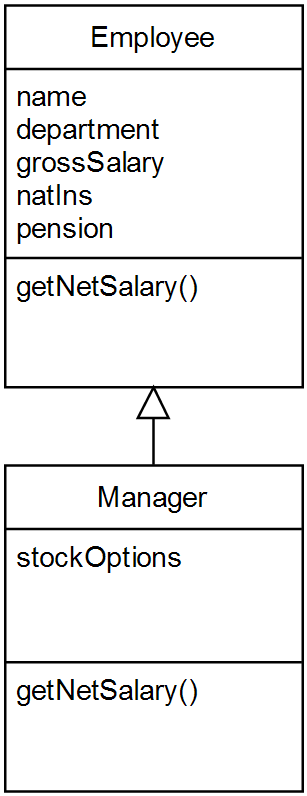 Employee
name
department
grossSalary
natIns
pension
getNetSalary()
Manager
stockOptions
getNetSalary()